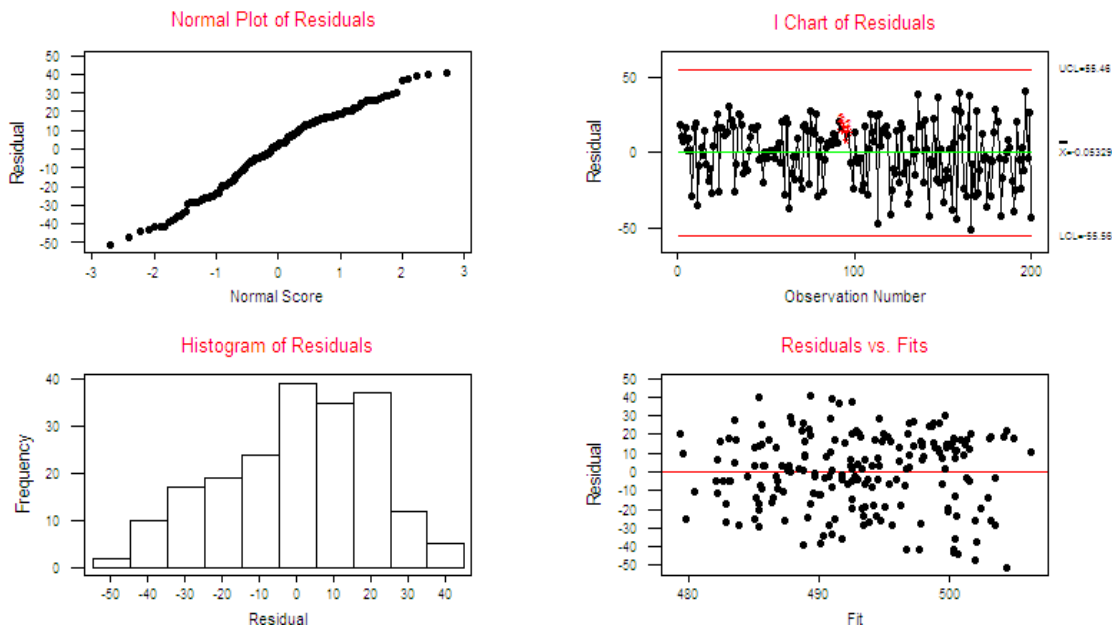 Normal Plot of Residuals
50
40
30
20
10
0
-10
-20
-30
-40
-50
Residual
-3 -2 -1 0 1 2 3
Normal Score
I Chart of Residuals
50
0
-50
Residual
UCL=55.46
X=-0.05329
LCL=-55.56
0 100 200
Observation Number
Histogram of Residuals
40
30
20
10
0
Frequency
-50 -40 -30 -20 -10 0 10 20 30 40
Residual
Residuals vs. Fits
50
40
30
20
10
0
-10
-20
-30
-40
-50
Residual
480 490 500
Fit